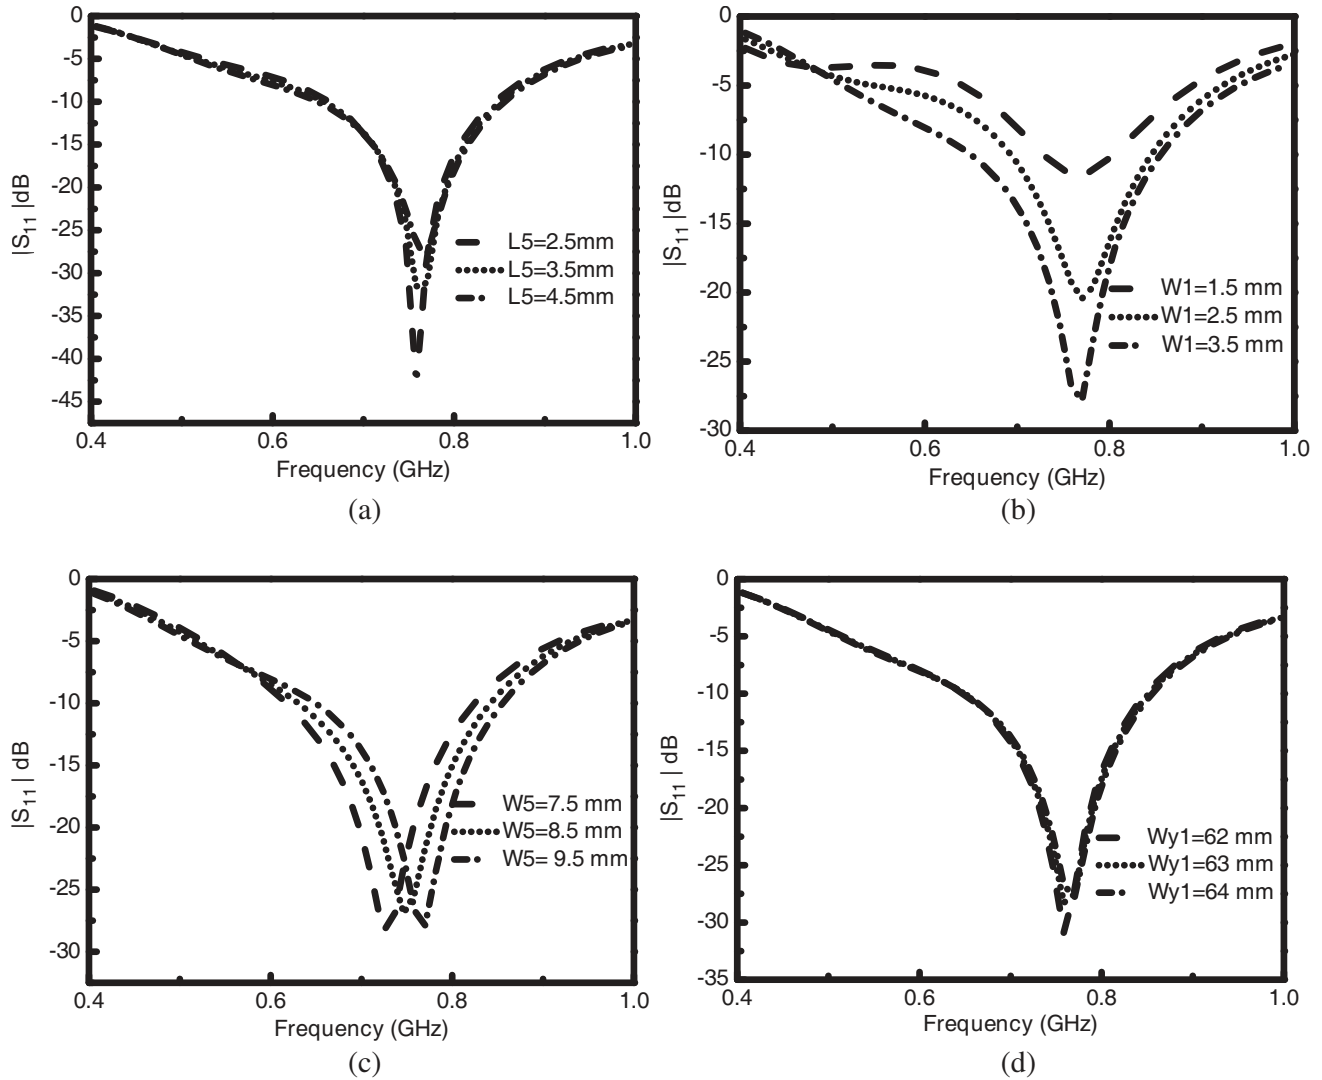 0
-5
-10
-15
-20
-25
-30
-35
-40
-45
0.4 0.6 0.8 1.0
Frequency (GHz)
|S11 |dB
L5=2.5mm
L5=3.5mm
L5=4.5mm
(a)
0
-5
-10
-15
-20
-25
-30
0.4 0.6 0.8 1.0
Frequency (GHz)
|S11 |dB
W1=1.5 mm
W1=2.5 mm
W1=3.5 mm
(b)
0
-5
-10
-15
-20
-25
-30
0.4 0.6 0.8 1.0
Frequency (GHz)
|S11 | dB
W5=7.5 mm
W5=8.5 mm
W5= 9.5 mm
(c)
0
-5
-10
-15
-20
-25
-30
-35
0.4 0.6 0.8 1.0
Frequency (GHz)
|S11 | dB
Wy1=62 mm
Wy1=63 mm
Wy1=64 mm
(d)